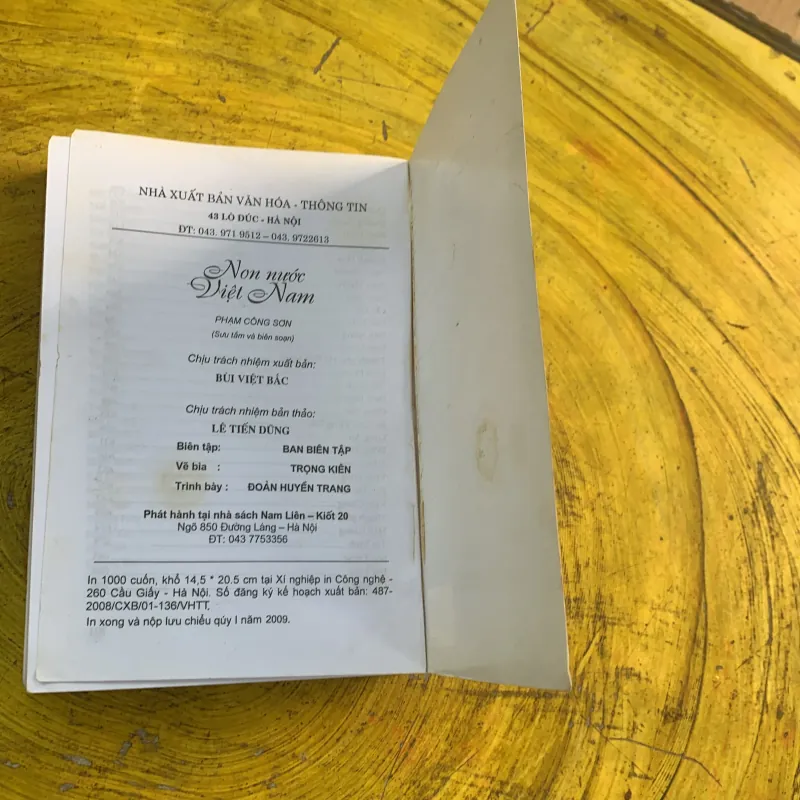 NHÀ XUẤT BẢN VĂN HÓA - THÔNG TIN
43 LÒ ĐÚC - HÀ NỘI
ĐT: 043. 971 9512 – 043. 9722613
Non nước
Việt Nam
PHẠM CÔNG SƠN
(Sưu tầm và biên soạn)
Chịu trách nhiệm xuất bản:
BÙI VIỆT BẮC
Chịu trách nhiệm bản thảo:
LÊ TIẾN DŨNG
Biên tập: BAN BIÊN TẬP
Vẽ bìa : TRỌNG KIÊN
Trình bày : ĐOÀN HUYỀN TRANG
Phát hành tại nhà sách Nam Liên – Kiốt 20
Ngõ 850 Đường Láng – Hà Nội
ĐT: 043 7753356
In 1000 cuốn, khổ 14,5 * 20.5 cm tại Xí nghiệp in Công nghệ -
260 Cầu Giấy - Hà Nội. Số đăng ký kế hoạch xuất bản: 487-
2008/CXB/01-136/VHTT.
In xong và nộp lưu chiểu qúy I năm 2009.